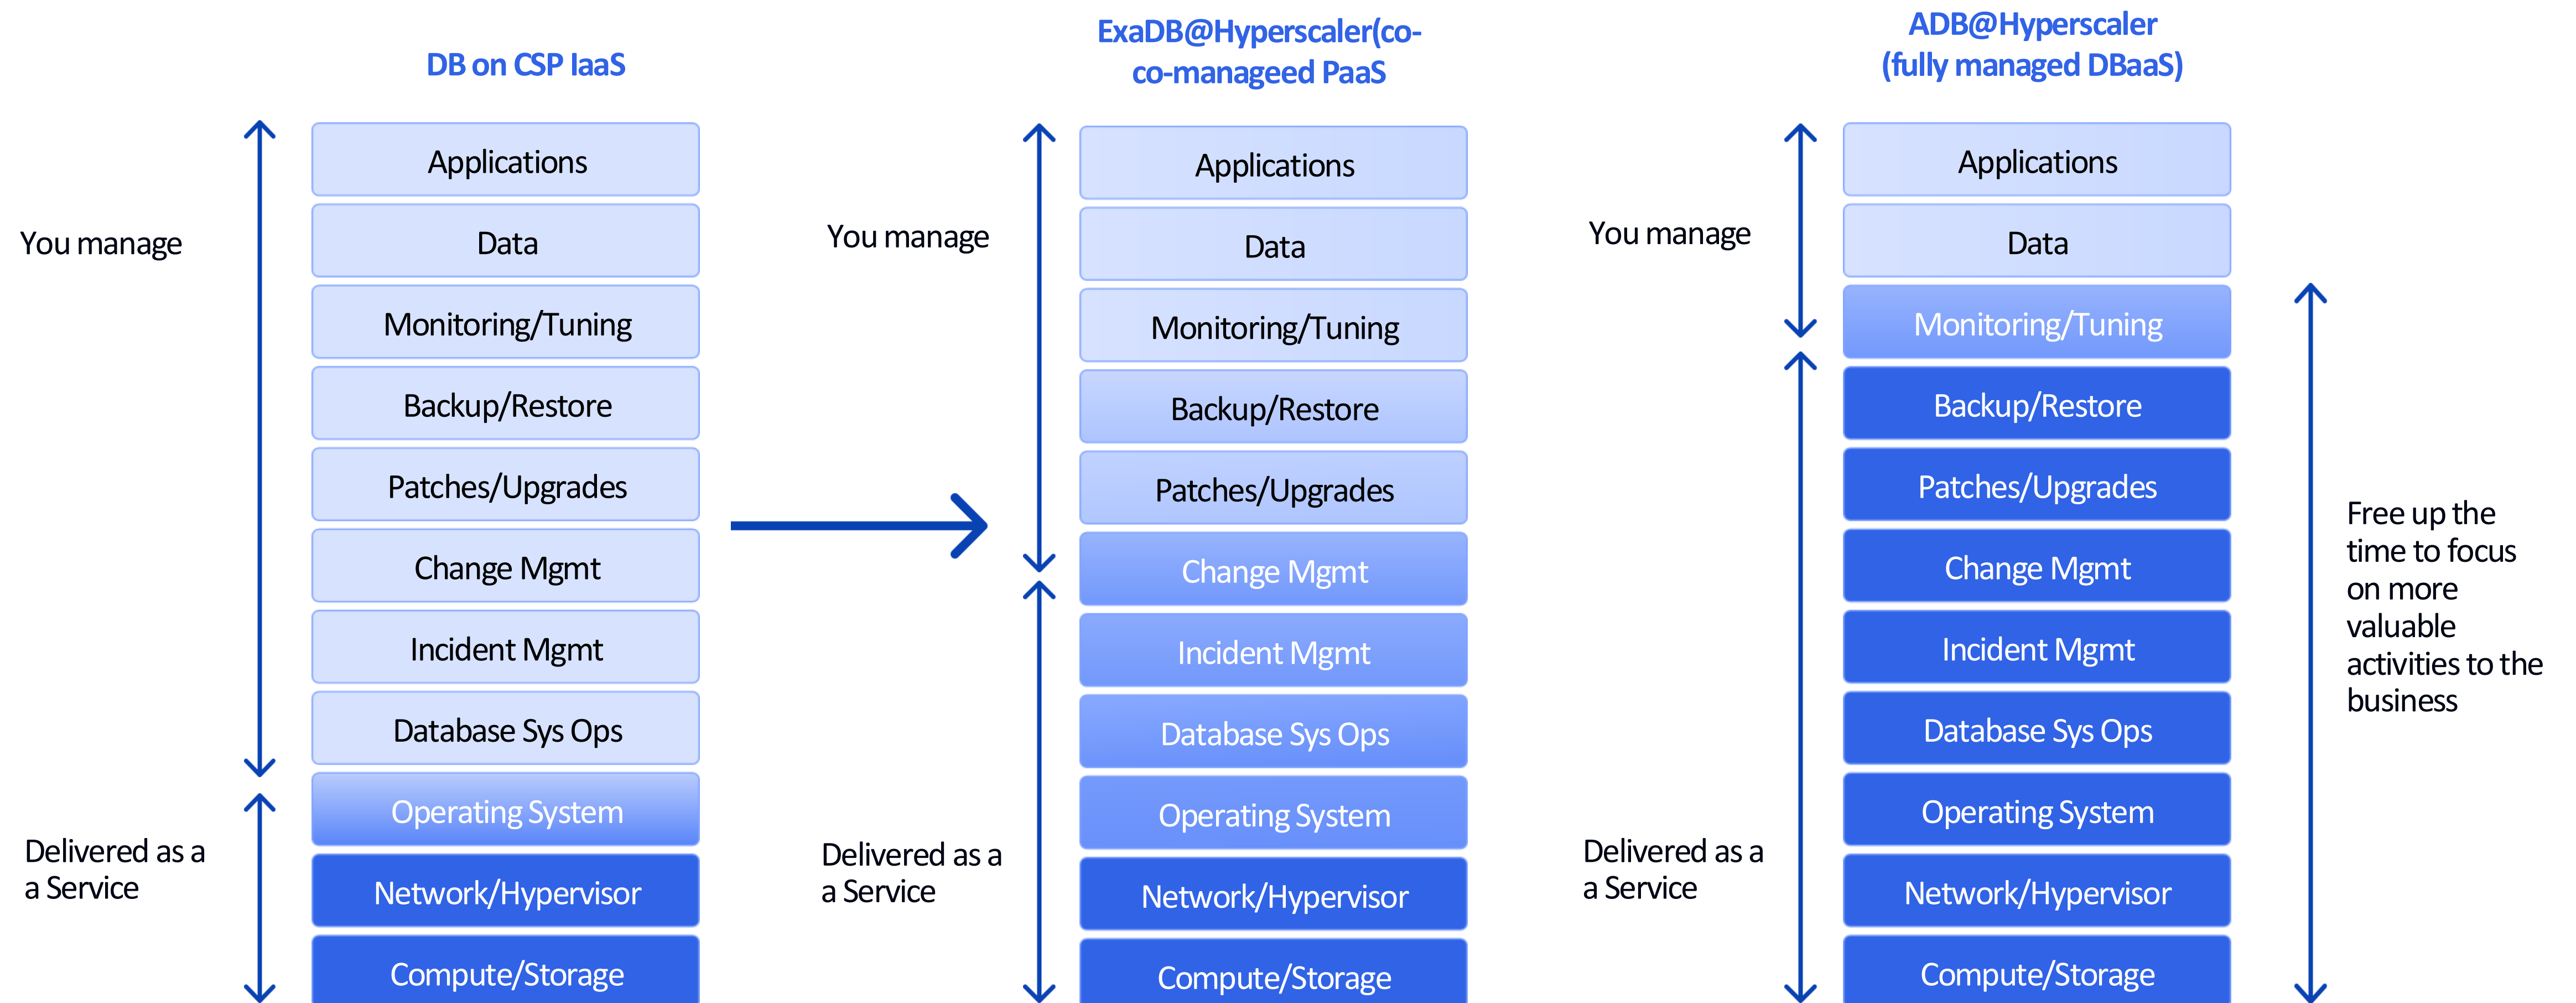 DB on CSP IaaS
You manage
Applications
Data
Monitoring/Tuning
Backup/Restore
Patches/Upgrades
Change Mgmt
Incident Mgmt
Database Sys Ops
Operating System
Network/Hypervisor
Compute/Storage
Delivered as a
a Service
ExaDB@Hyperscaler(co-
co-manageed PaaS
You manage
Applications
Data
Monitoring/Tuning
Backup/Restore
Patches/Upgrades
Change Mgmt
Incident Mgmt
Database Sys Ops
Operating System
Network/Hypervisor
Compute/Storage
Delivered as a
a Service
ADB@Hyperscaler
(fully managed DBaaS)
You manage
Applications
Data
Monitoring/Tuning
Backup/Restore
Patches/Upgrades
Change Mgmt
Incident Mgmt
Database Sys Ops
Operating System
Network/Hypervisor
Compute/Storage
Delivered as a
a Service
Free up the
time to focus
on more
valuable
activities to the
business